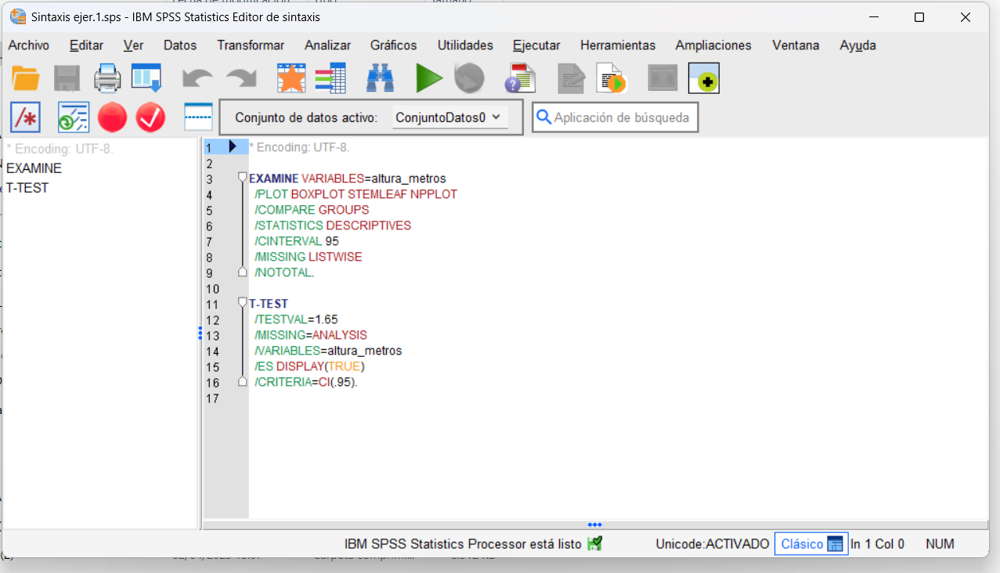 Sintaxis ejer.1.sps - IBM SPSS Statistics Editor de sintaxis
Archivo Editar Ver Datos Transformar Analizar Gráficos Utilidades Ejecutar Herramientas Ampliaciones Ventana Ayuda
Conjunto de datos activo: ConjuntoDatos0 Aplicación de búsqueda
* Encoding: UTF-8.
EXAMINE
T-TEST
1 * Encoding: UTF-8.
2
3 EXAMINE VARIABLES=altura_metros
4 /PLOT BOXPLOT STEMLEAF NPPLOT
5 /COMPARE GROUPS
6 /STATISTICS DESCRIPTIVES
7 /CINTERVAL 95
8 /MISSING LISTWISE
9 /NOTOTAL.
10
11 T-TEST
12 /TESTVAL=1.65
13 /MISSING=ANALYSIS
14 /VARIABLES=altura_metros
15 /ES DISPLAY(TRUE)
16 /CRITERIA=CI(.95).
17
IBM SPSS Statistics Processor está listo Unicode:ACTIVADO Clásico In 1 Col 0 NUM